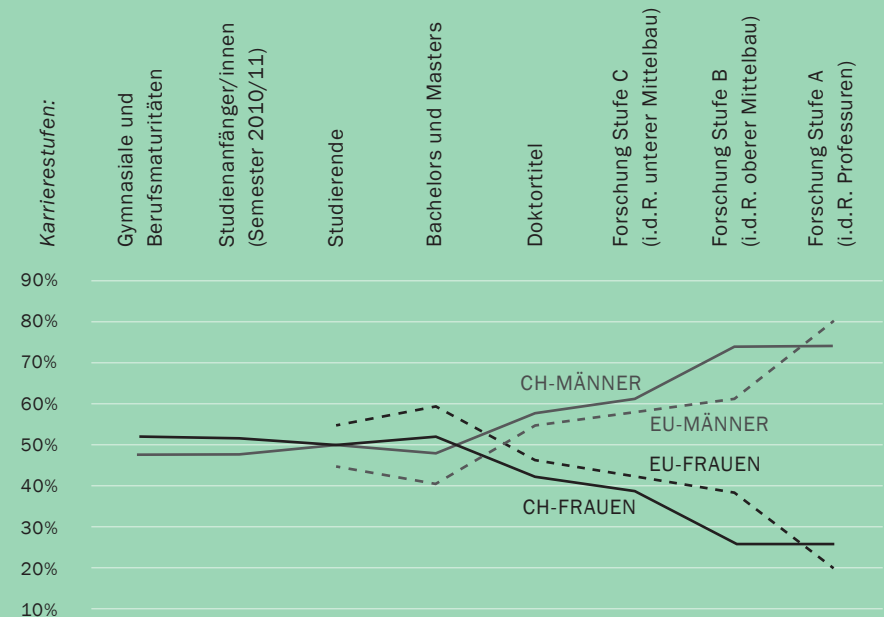 Karrierestufen:
Gymnasiale und
Berufsmaturitäten
Studienanfänger/innen
(Semester 2010/11)
Studierende
Bachelors und Masters
Doktortitel
Forschung Stufe C
(i.d.R. unterer Mittelbau)
Forschung Stufe B
(i.d.R. oberer Mittelbau)
Forschung Stufe A
(i.d.R. Professuren)
90%
80%
70%
60%
50%
40%
30%
20%
10%
CH-MÄNNER
EU-MÄNNER
EU-FRAUEN
CH-FRAUEN